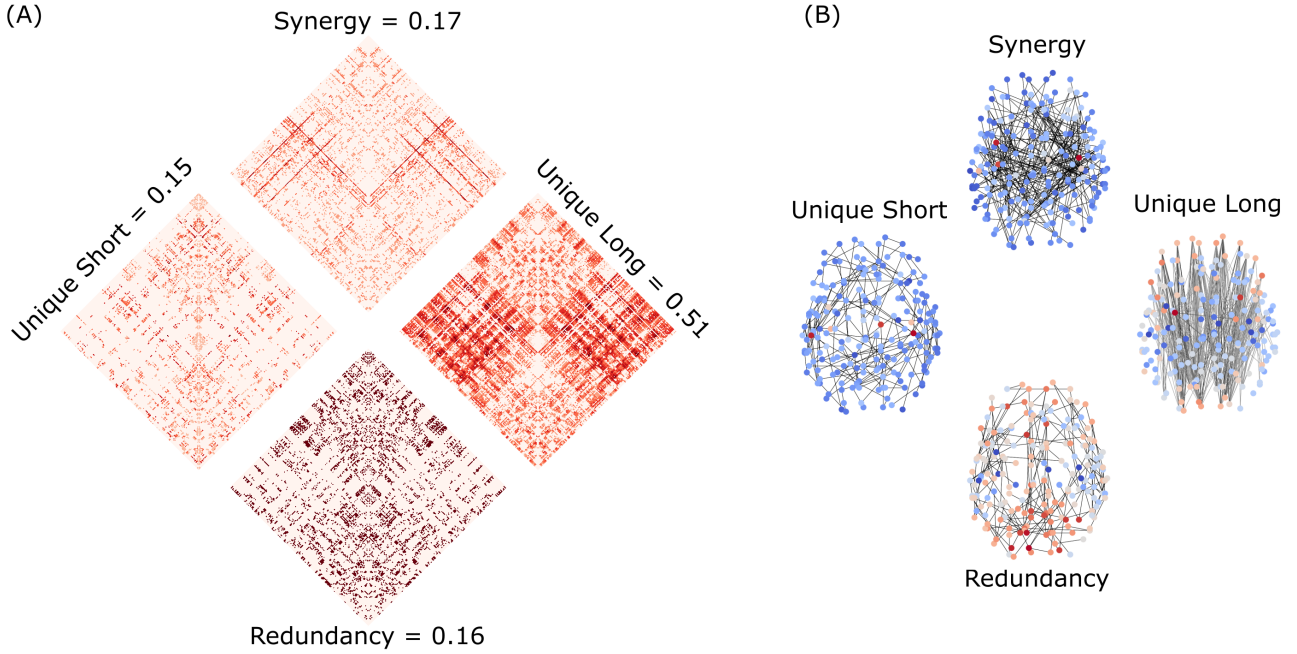 (A)
Synergy = 0.17
Unique Short = 0.15
Unique Long = 0.51
Redundancy = 0.16
(B)
Synergy
Unique Short
Unique Long
Redundancy